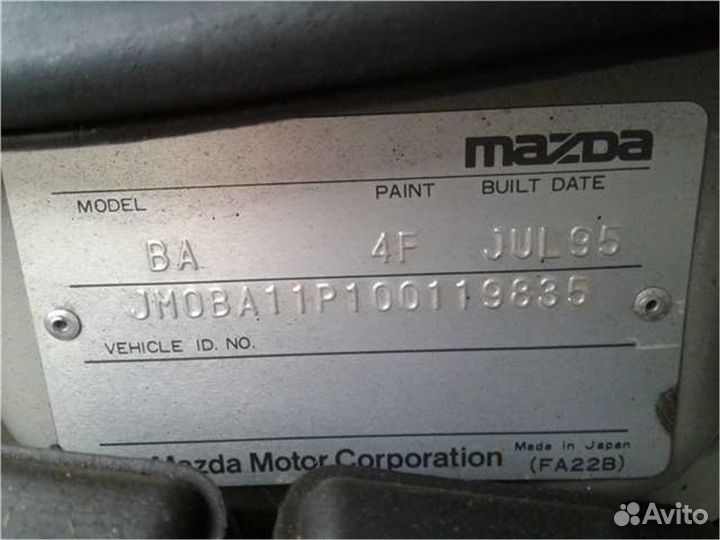 mazda
MODEL PAINT BUILT DATE
BA 4F JUL95
JM0BA11P100119835
VEHICLE ID. NO.
Mazda Motor Corporation Made in Japan
(FA22B)
Avito